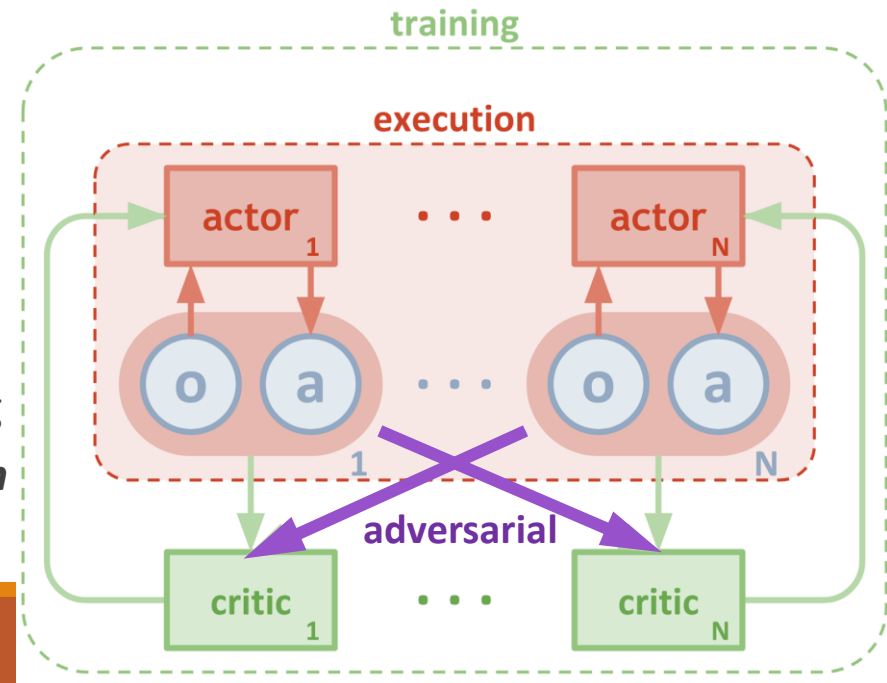 training
execution
actor 1 . . . actor N
o a . . . o a
1 N
adversarial
critic 1 . . . critic N